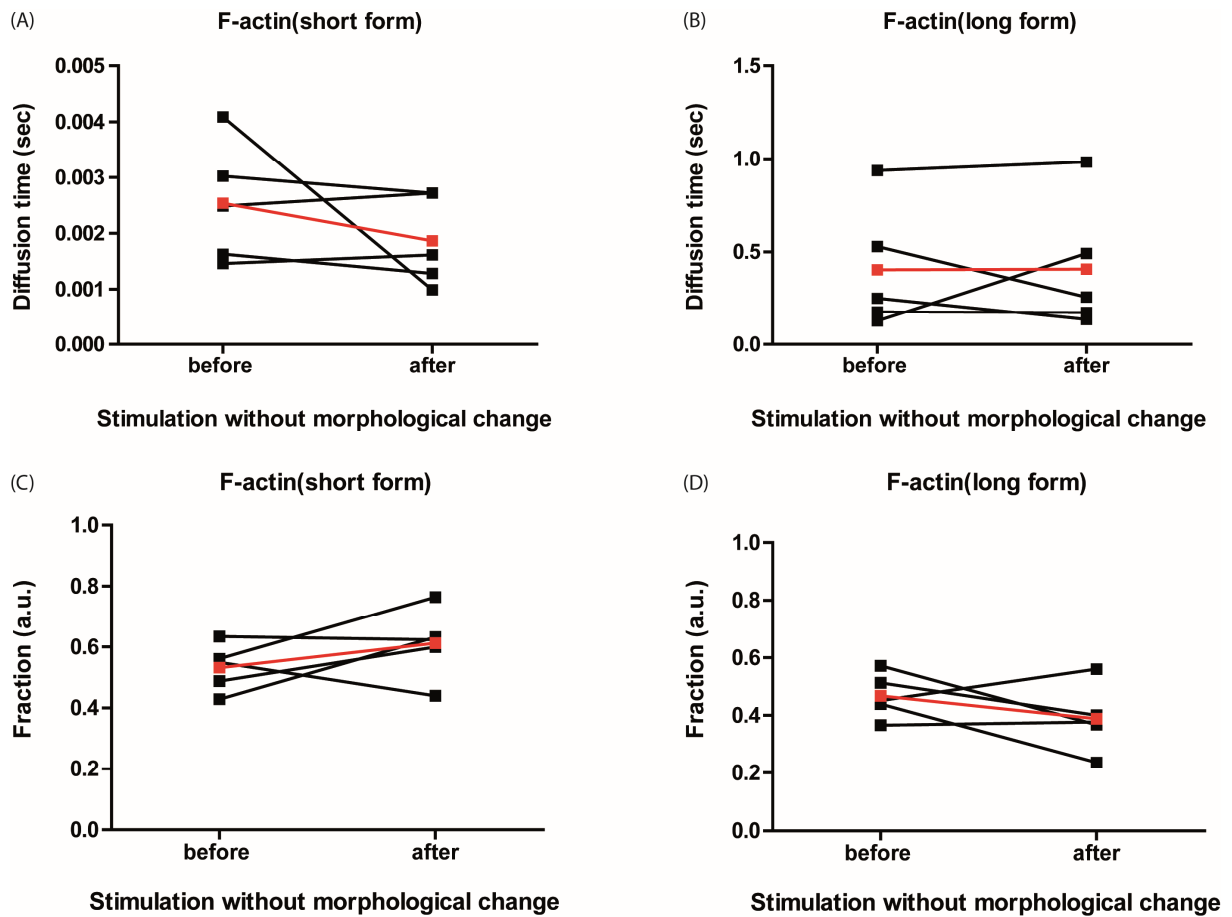 (A)
F-actin(short form)
Diffusion time (sec)
0.005
0.004
0.003
0.002
0.001
0.000
before after
Stimulation without morphological change
(B)
F-actin(long form)
Diffusion time (sec)
1.5
1.0
0.5
0.0
before after
Stimulation without morphological change
(C)
F-actin(short form)
Fraction (a.u.)
1.0
0.8
0.6
0.4
0.2
0.0
before after
Stimulation without morphological change
(D)
F-actin(long form)
Fraction (a.u.)
1.0
0.8
0.6
0.4
0.2
0.0
before after
Stimulation without morphological change